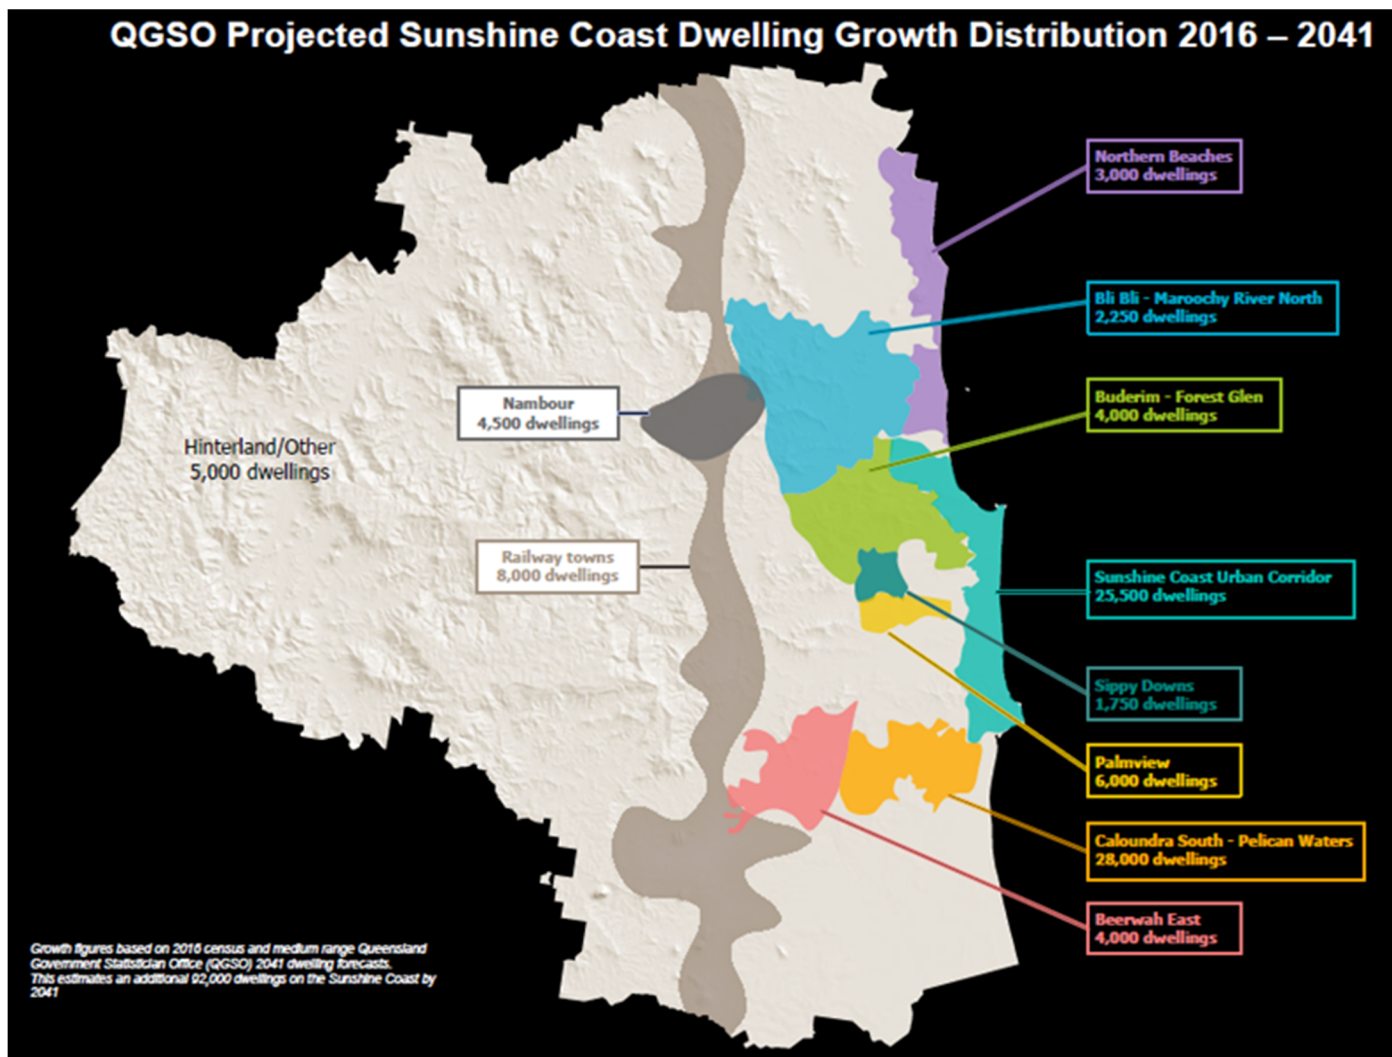 QGSO Projected Sunshine Coast Dwelling Growth Distribution 2016 – 2041
Northern Beaches
3,000 dwellings
Bli Bli - Maroochy River North
2,250 dwellings
Buderim - Forest Glen
4,000 dwellings
Nambour
4,500 dwellings
Hinterland/Other
5,000 dwellings
Railway towns
8,000 dwellings
Sunshine Coast Urban Corridor
25,500 dwellings
Sippy Downs
1,750 dwellings
Palmview
6,000 dwellings
Caloundra South - Pelican Waters
28,000 dwellings
Beerwah East
4,000 dwellings
Growth figures based on 2016 census and medium range Queensland
Government Statistician Office (QGSO) 2041 dwelling forecasts.
This estimates an additional 92,000 dwellings on the Sunshine Coast by
2041